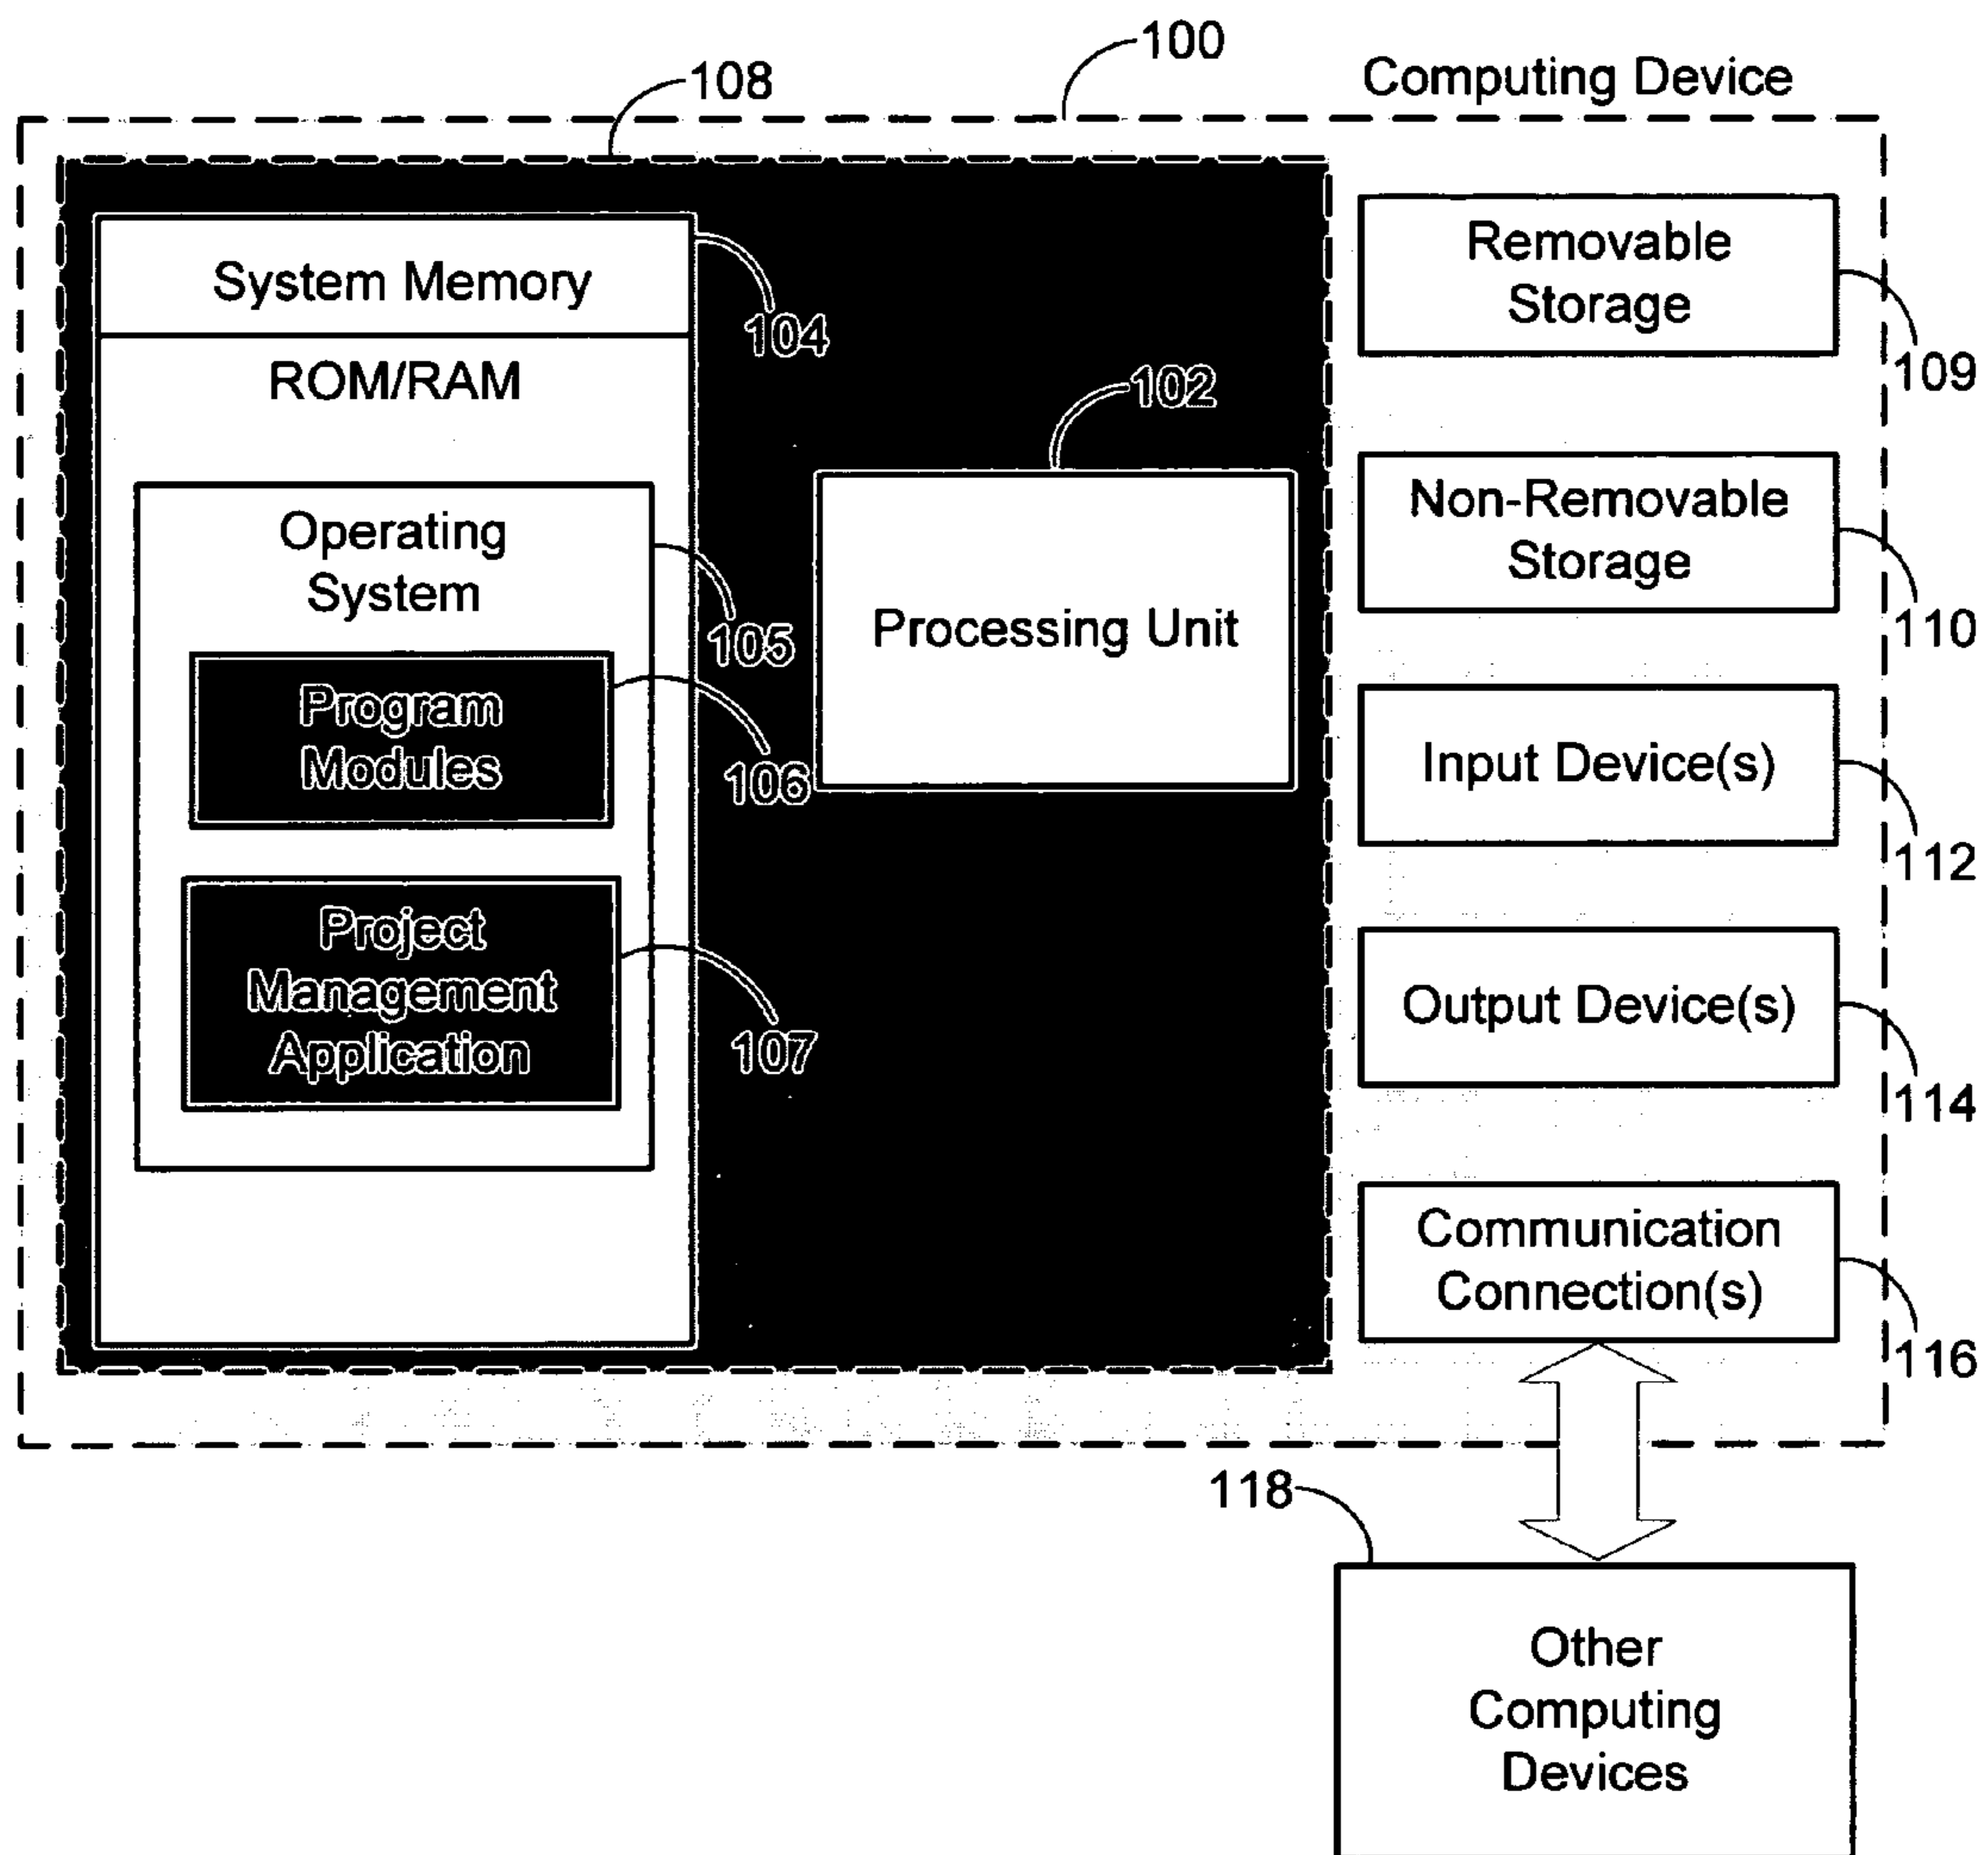 100
Computing Device
108
System Memory
104
ROM/RAM
Operating
System
105
Program
Modules
106
Project
Management
Application
107
102
Processing Unit
Removable
Storage
109
Non-Removable
Storage
110
Input Device(s)
112
Output Device(s)
114
Communication
Connection(s)
116
118
Other
Computing
Devices